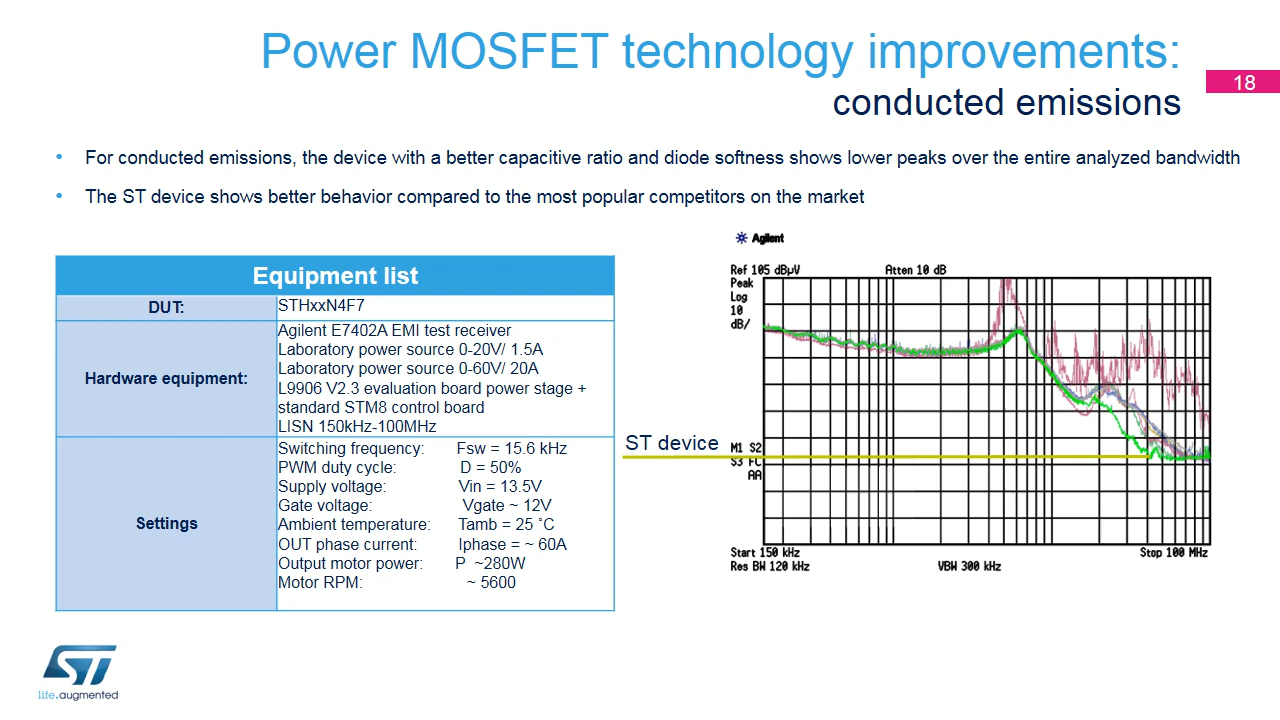 Power MOSFET technology improvements:
conducted emissions
18
• For conducted emissions, the device with a better capacitive ratio and diode softness shows lower peaks over the entire analyzed bandwidth
• The ST device shows better behavior compared to the most popular competitors on the market
Equipment list
DUT:
STHxxN4F7
Hardware equipment:
Agilent E7402A EMI test receiver
Laboratory power source 0-20V/ 1.5A
Laboratory power source 0-60V/ 20A
L9906 V2.3 evaluation board power stage +
standard STM8 control board
LISN 150kHz-100MHz
Settings
Switching frequency: Fsw = 15.6 kHz
PWM duty cycle: D = 50%
Supply voltage: Vin = 13.5V
Gate voltage: Vgate ~ 12V
Ambient temperature: Tamb = 25 ˚C
OUT phase current: Iphase = ~ 60A
Output motor power: P ~280W
Motor RPM: ~ 5600
Agilent
Ref 105 dBµV Atten 10 dB
Peak
Log
10
dB/
ST device
M1 S2
S3 FC
AA
Start 150 kHz Stop 100 MHz
Res BW 120 kHz VBW 300 kHz
ST
life.augmented